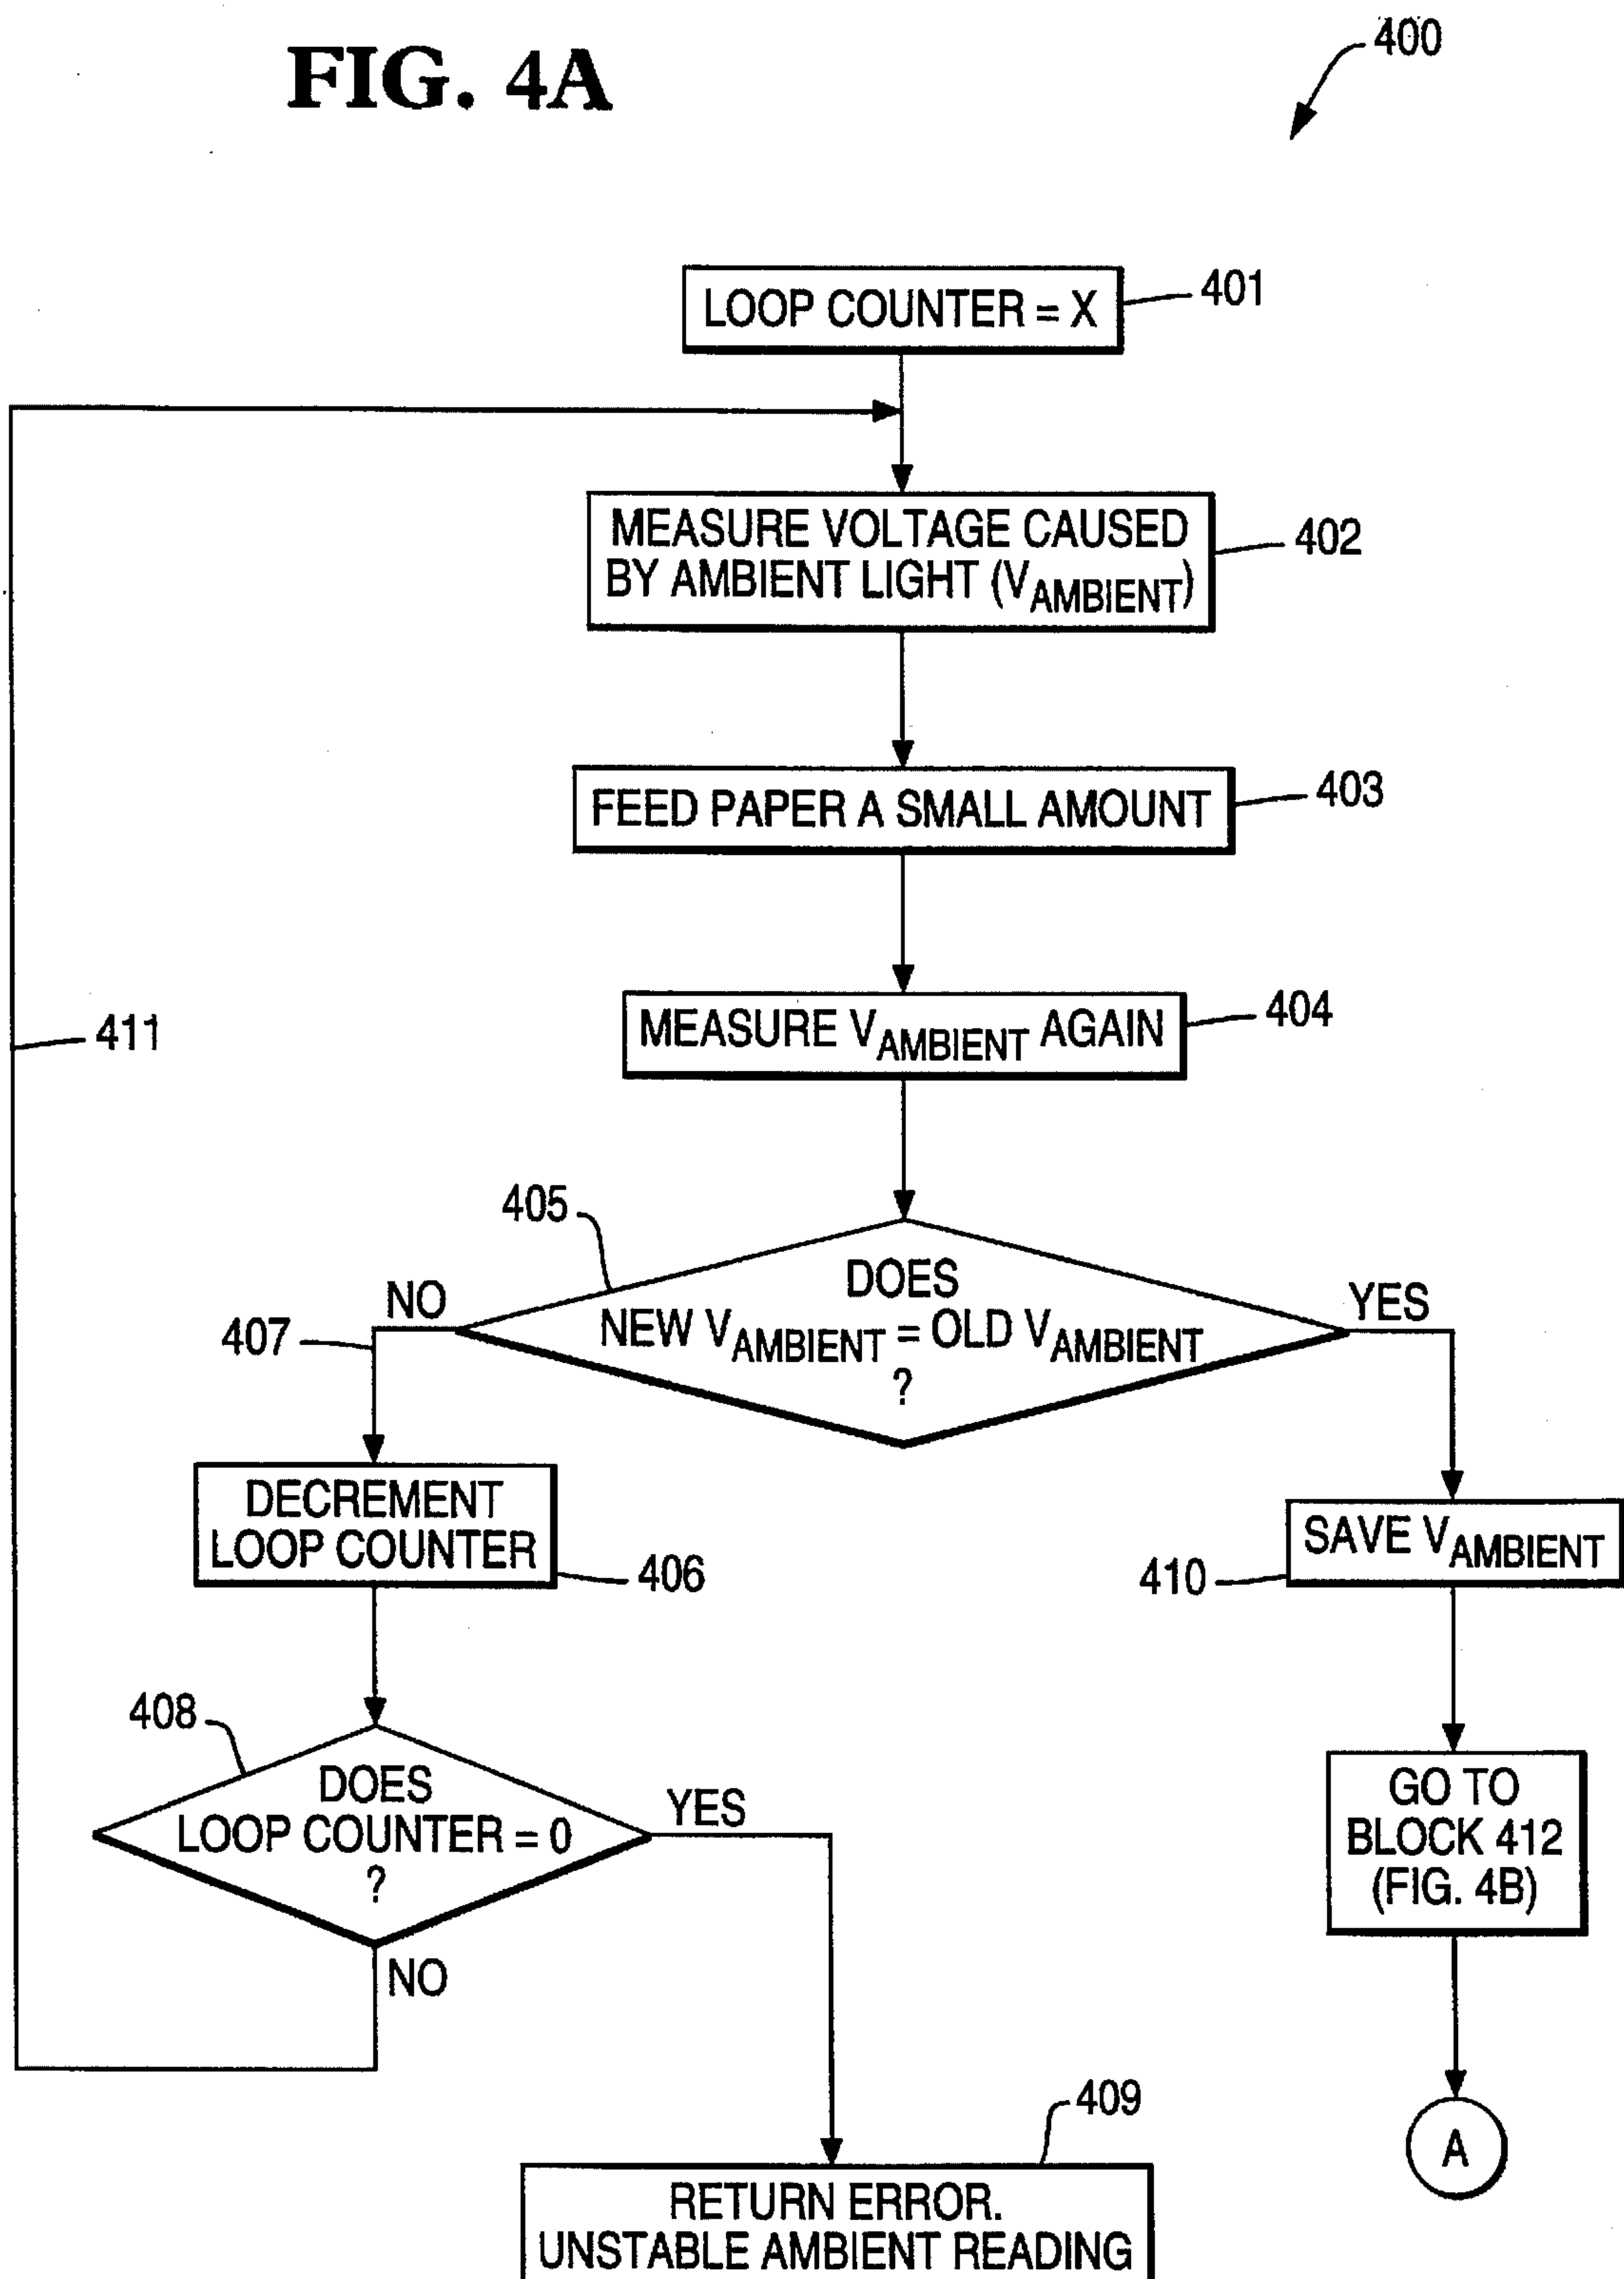 FIG. 4A
400
LOOP COUNTER = X
401
MEASURE VOLTAGE CAUSED
BY AMBIENT LIGHT (VAMBIENT)
402
FEED PAPER A SMALL AMOUNT
403
MEASURE VAMBIENT AGAIN
404
411
405
DOES
NEW VAMBIENT = OLD VAMBIENT
?
NO
YES
407
DECREMENT
LOOP COUNTER
406
SAVE VAMBIENT
410
408
DOES
LOOP COUNTER = 0
?
YES
NO
GO TO
BLOCK 412
(FIG. 4B)
A
409
RETURN ERROR.
UNSTABLE AMBIENT READING